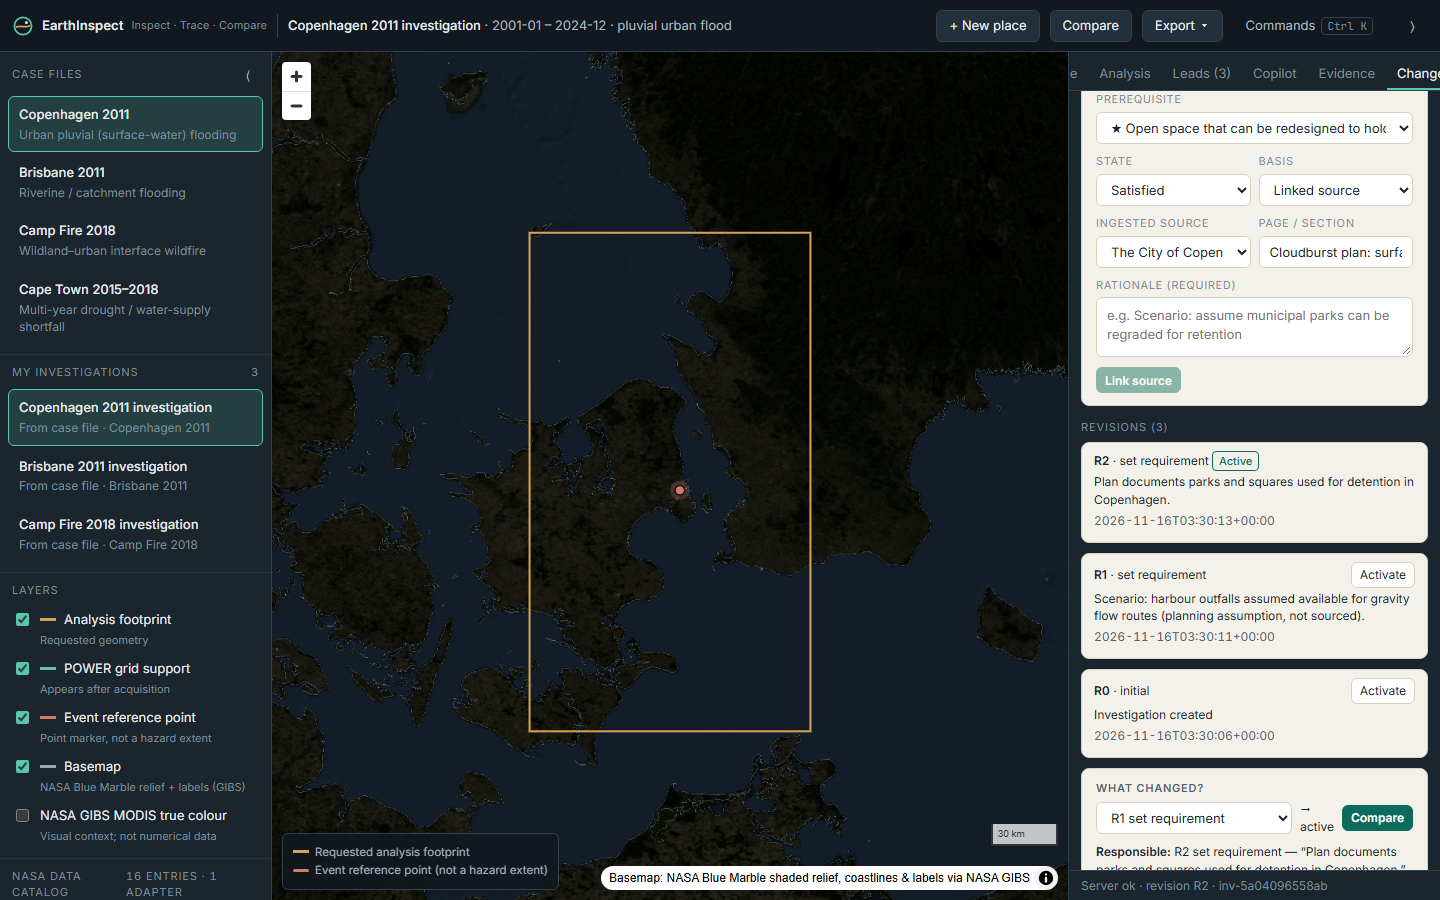 EarthInspect Inspect · Trace · Compare
Copenhagen 2011 investigation · 2001-01 – 2024-12 · pluvial urban flood
+ New place
Compare
Export
Commands Ctrl K
CASE FILES
Copenhagen 2011
Urban pluvial (surface-water) flooding
Brisbane 2011
Riverine / catchment flooding
Camp Fire 2018
Wildland–urban interface wildfire
Cape Town 2015–2018
Multi-year drought / water-supply
shortfall
MY INVESTIGATIONS 3
Copenhagen 2011 investigation
From case file · Copenhagen 2011
Brisbane 2011 investigation
From case file · Brisbane 2011
Camp Fire 2018 investigation
From case file · Camp Fire 2018
LAYERS
Analysis footprint
Requested geometry
POWER grid support
Appears after acquisition
Event reference point
Point marker, not a hazard extent
Basemap
NASA Blue Marble relief + labels (GIBS)
NASA GIBS MODIS true colour
Visual context; not numerical data
NASA DATA
CATALOG
16 ENTRIES · 1
ADAPTER
+
−
Requested analysis footprint
Event reference point (not a hazard extent)
30 km
Basemap: NASA Blue Marble shaded relief, coastlines & labels via NASA GIBS
e Analysis Leads (3) Copilot Evidence Change
PREREQUISITE
★ Open space that can be redesigned to hold
STATE BASIS
Satisfied Linked source
INGESTED SOURCE PAGE / SECTION
The City of Copen Cloudburst plan: surfa
RATIONALE (REQUIRED)
e.g. Scenario: assume municipal parks can be
regraded for retention
Link source
REVISIONS (3)
R2 · set requirement Active
Plan documents parks and squares used for detention in
Copenhagen.
2026-11-16T03:30:13+00:00
R1 · set requirement Activate
Scenario: harbour outfalls assumed available for gravity
flow routes (planning assumption, not sourced).
2026-11-16T03:30:11+00:00
R0 · initial Activate
Investigation created
2026-11-16T03:30:06+00:00
WHAT CHANGED?
R1 set requirement → active Compare
Responsible: R2 set requirement — “Plan documents
parks and squares used for detention in Copenhagen.”
Server ok · revision R2 · inv-5a04096558ab